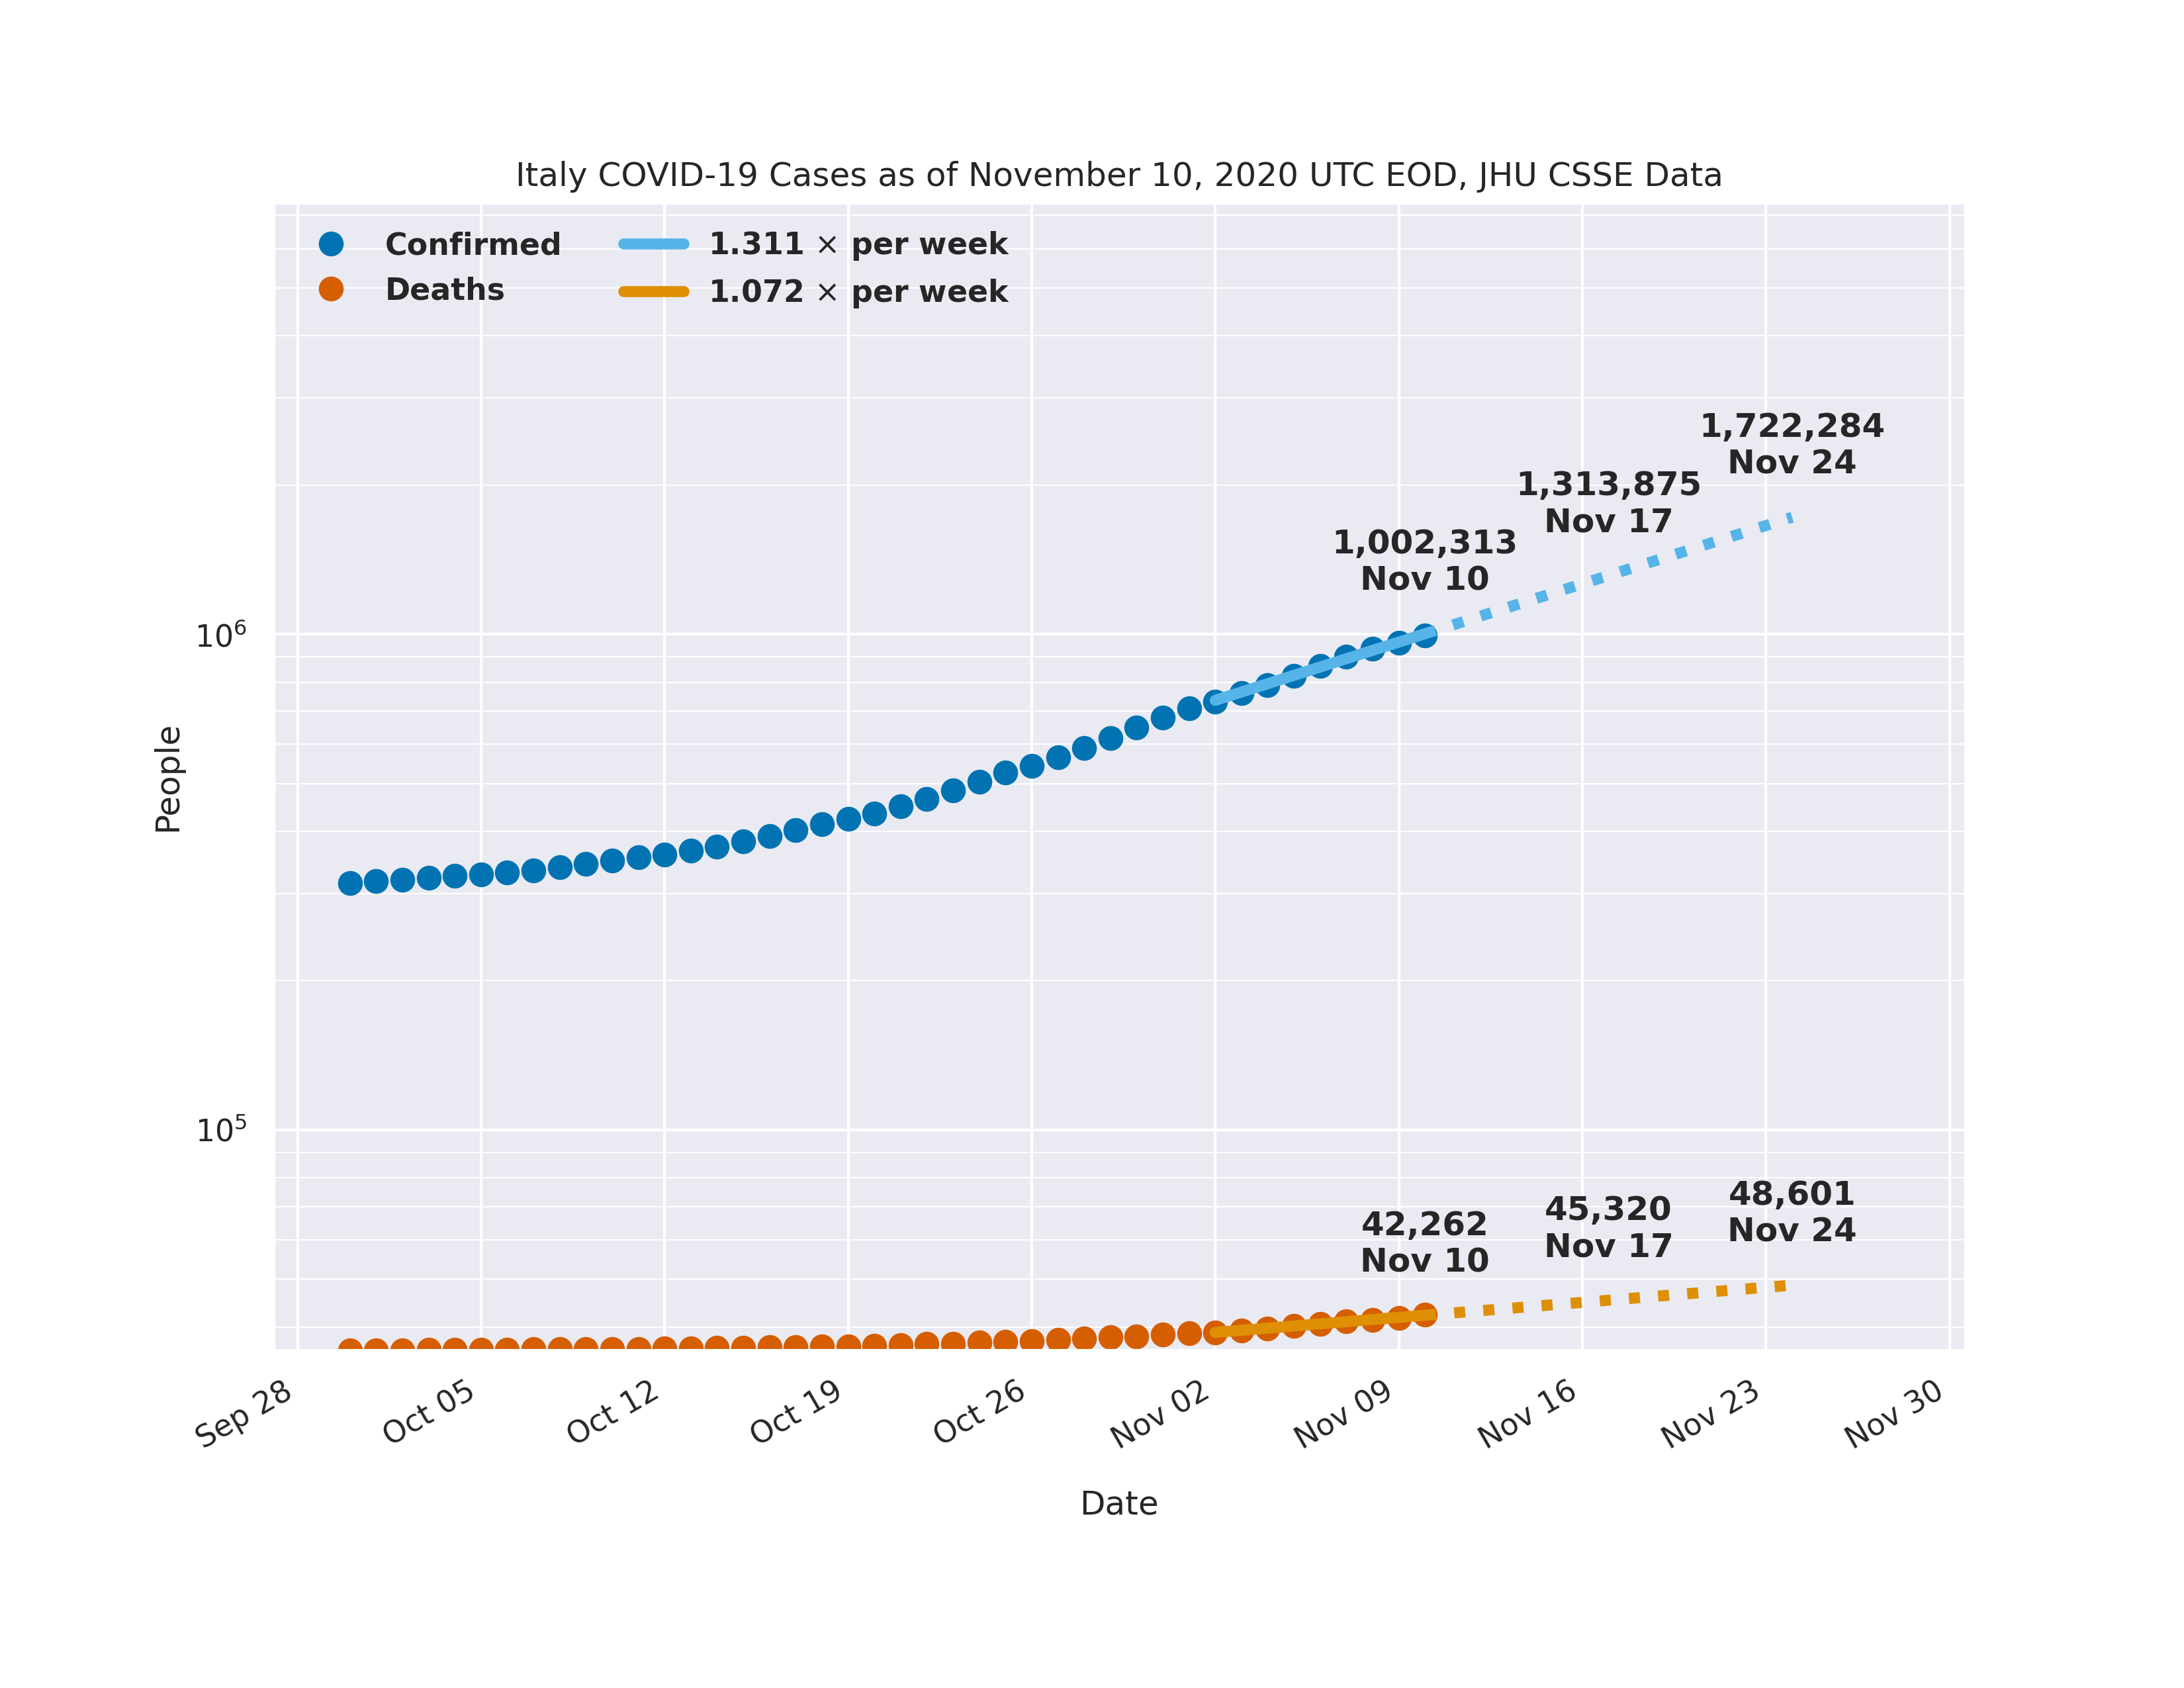 Italy COVID-19 Cases as of November 10, 2020 UTC EOD, JHU CSSE Data
Confirmed
Deaths
1.311 × per week
1.072 × per week
1,722,284
Nov 24
1,313,875
Nov 17
1,002,313
Nov 10
10⁶
People
10⁵
48,601
Nov 24
45,320
Nov 17
42,262
Nov 10
Sep 28
Oct 05
Oct 12
Oct 19
Oct 26
Nov 02
Nov 09
Nov 16
Nov 23
Nov 30
Date